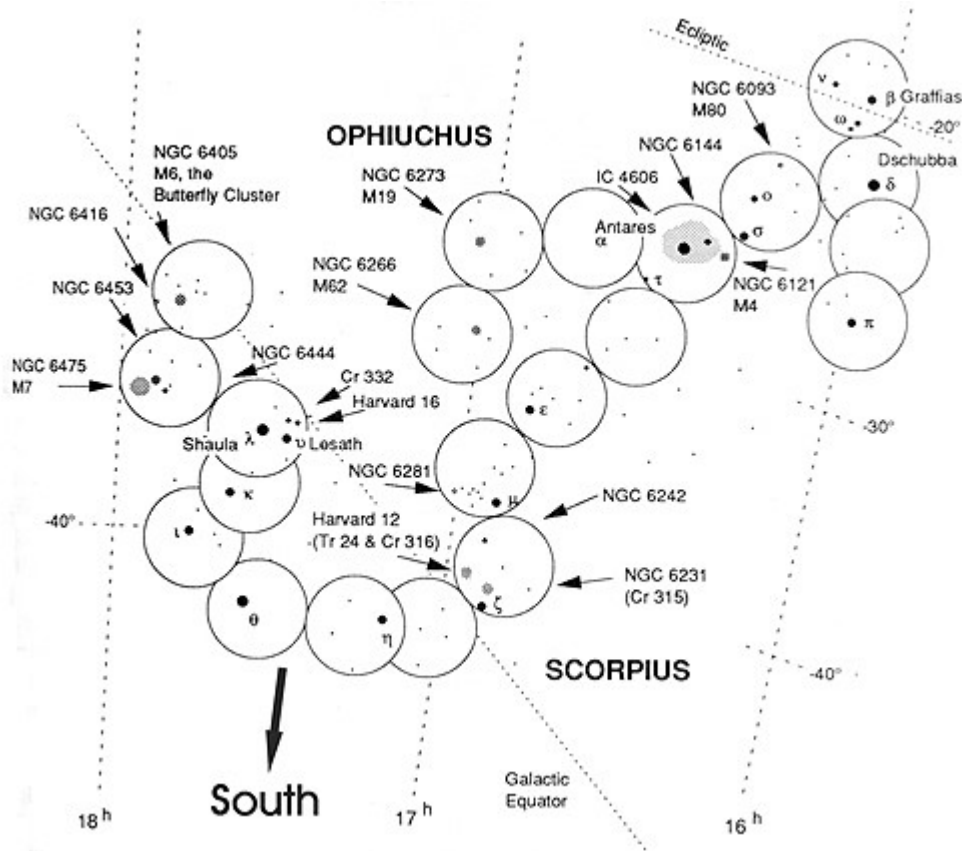 Ecliptic
ν
β Graffias
ω
-20°
NGC 6093
M80
OPHIUCHUS
NGC 6144
Dschubba
δ
NGC 6405
M6, the
Butterfly Cluster
NGC 6273
M19
IC 4606
Antares
α
ο
σ
NGC 6416
NGC 6266
M62
τ
NGC 6121
M4
NGC 6453
π
NGC 6475
M7
NGC 6444
Cr 332
Harvard 16
ε
-30°
Shaula
λ
υ Lesath
NGC 6281
μ
NGC 6242
κ
-40°
ι
Harvard 12
(Tr 24 & Cr 316)
NGC 6231
(Cr 315)
ζ
θ
η
SCORPIUS
-40°
South
Galactic
Equator
18 h
17 h
16 h